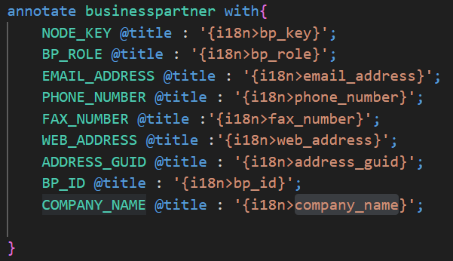 annotate businesspartner with{
NODE_KEY @title : '{i18n>bp_key}';
BP_ROLE @title : '{i18n>bp_role}';
EMAIL_ADDRESS @title : '{i18n>email_address}';
PHONE_NUMBER @title : '{i18n>phone_number}';
FAX_NUMBER @title :'{i18n>fax_number}';
WEB_ADDRESS @title :'{i18n>web_address}';
ADDRESS_GUID @title : '{i18n>address_guid}';
BP_ID @title : '{i18n>bp_id}';
COMPANY_NAME @title : '{i18n>company_name}';
}